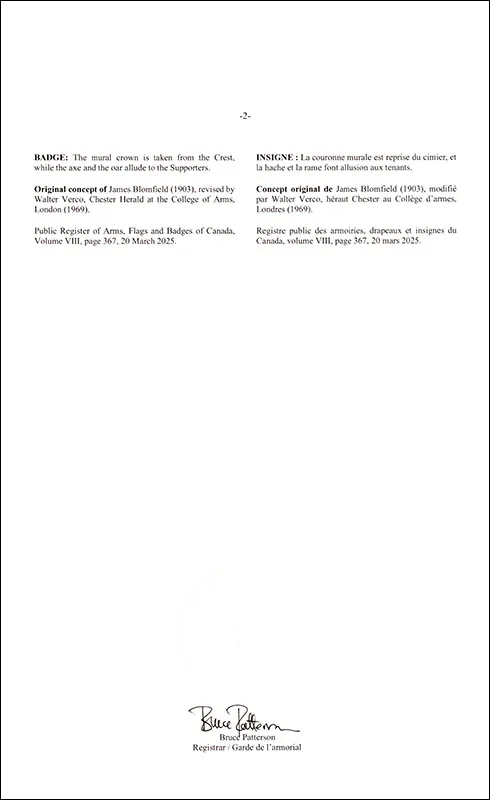 -2-
BADGE: The mural crown is taken from the Crest,
while the axe and the oar allude to the Supporters.
Original concept of James Blomfield (1903), revised by
Walter Verco, Chester Herald at the College of Arms,
London (1969).
Public Register of Arms, Flags and Badges of Canada,
Volume VIII, page 367, 20 March 2025.
INSIGNE : La couronne murale est reprise du cimier, et
la hache et la rame font allusion aux tenants.
Concept original de James Blomfield (1903), modifié
par Walter Verco, héraut Chester au Collège d'armes,
Londres (1969).
Registre public des armoiries, drapeaux et insignes du
Canada, volume VIII, page 367, 20 mars 2025.
Bruce Patterson
Bruce Patterson
Registrar / Garde de l'armorial